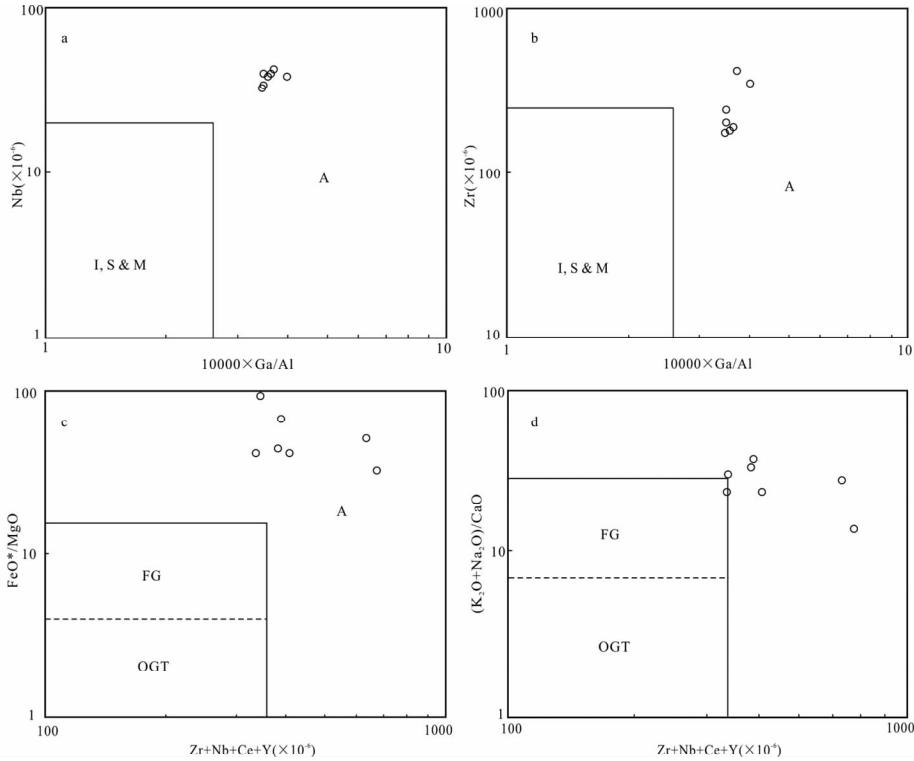 a
100
10
1
Nb(×10⁻⁶)
A
I, S & M
1
10
10000×Ga/Al
b
1000
100
10
Zr(×10⁻⁶)
A
I, S & M
1
10
10000×Ga/Al
c
100
10
1
FeO*/MgO
A
FG
OGT
100
1000
Zr+Nb+Ce+Y(×10⁻⁶)
d
100
10
1
(K₂O+Na₂O)/CaO
FG
OGT
100
1000
Zr+Nb+Ce+Y(×10⁻⁶)